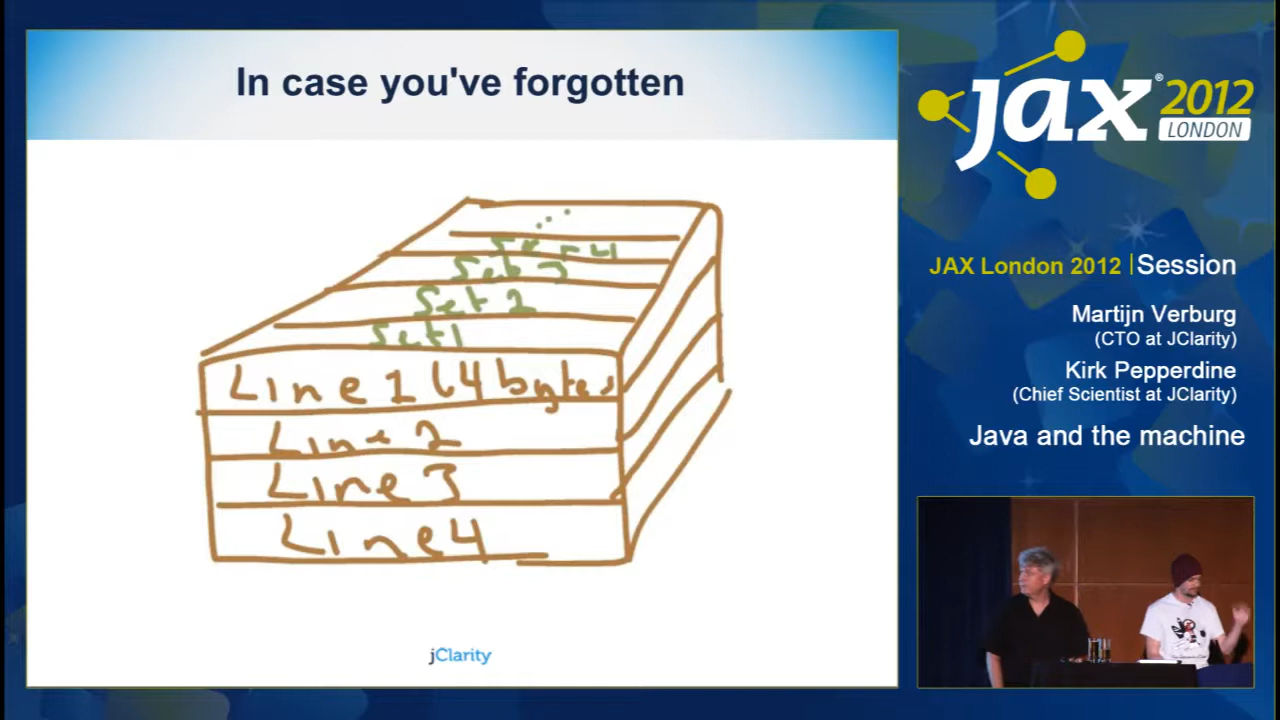 In case you've forgotten
Set 4
Set 3
Set 2
Set 1
Line 1 64 bytes
Line 2
Line 3
Line 4
jClarity
jax® 2012
LONDON
JAX London 2012 | Session
Martijn Verburg
(CTO at JClarity)
Kirk Pepperdine
(Chief Scientist at JClarity)
Java and the machine